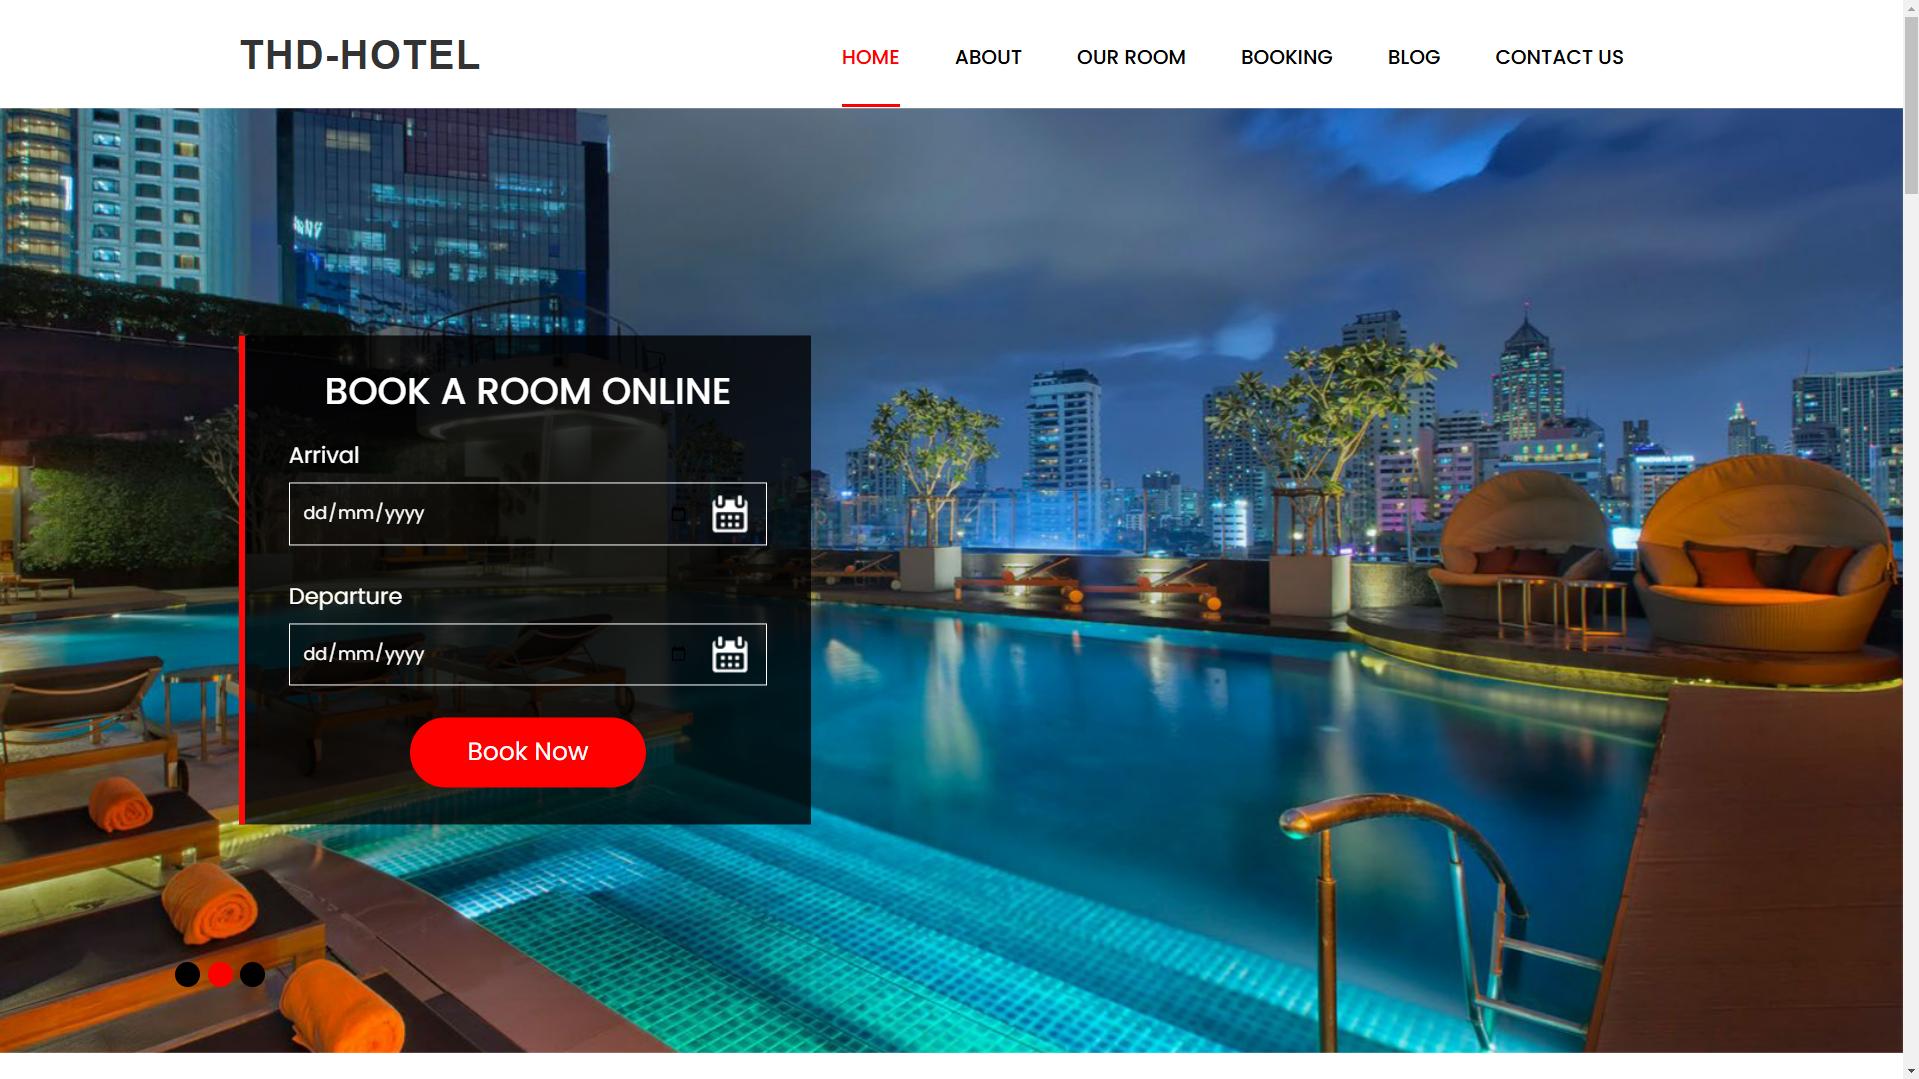 THD-HOTEL
HOME ABOUT OUR ROOM BOOKING BLOG CONTACT US
BOOK A ROOM ONLINE
Arrival
dd/mm/yyyy
Departure
dd/mm/yyyy
Book Now